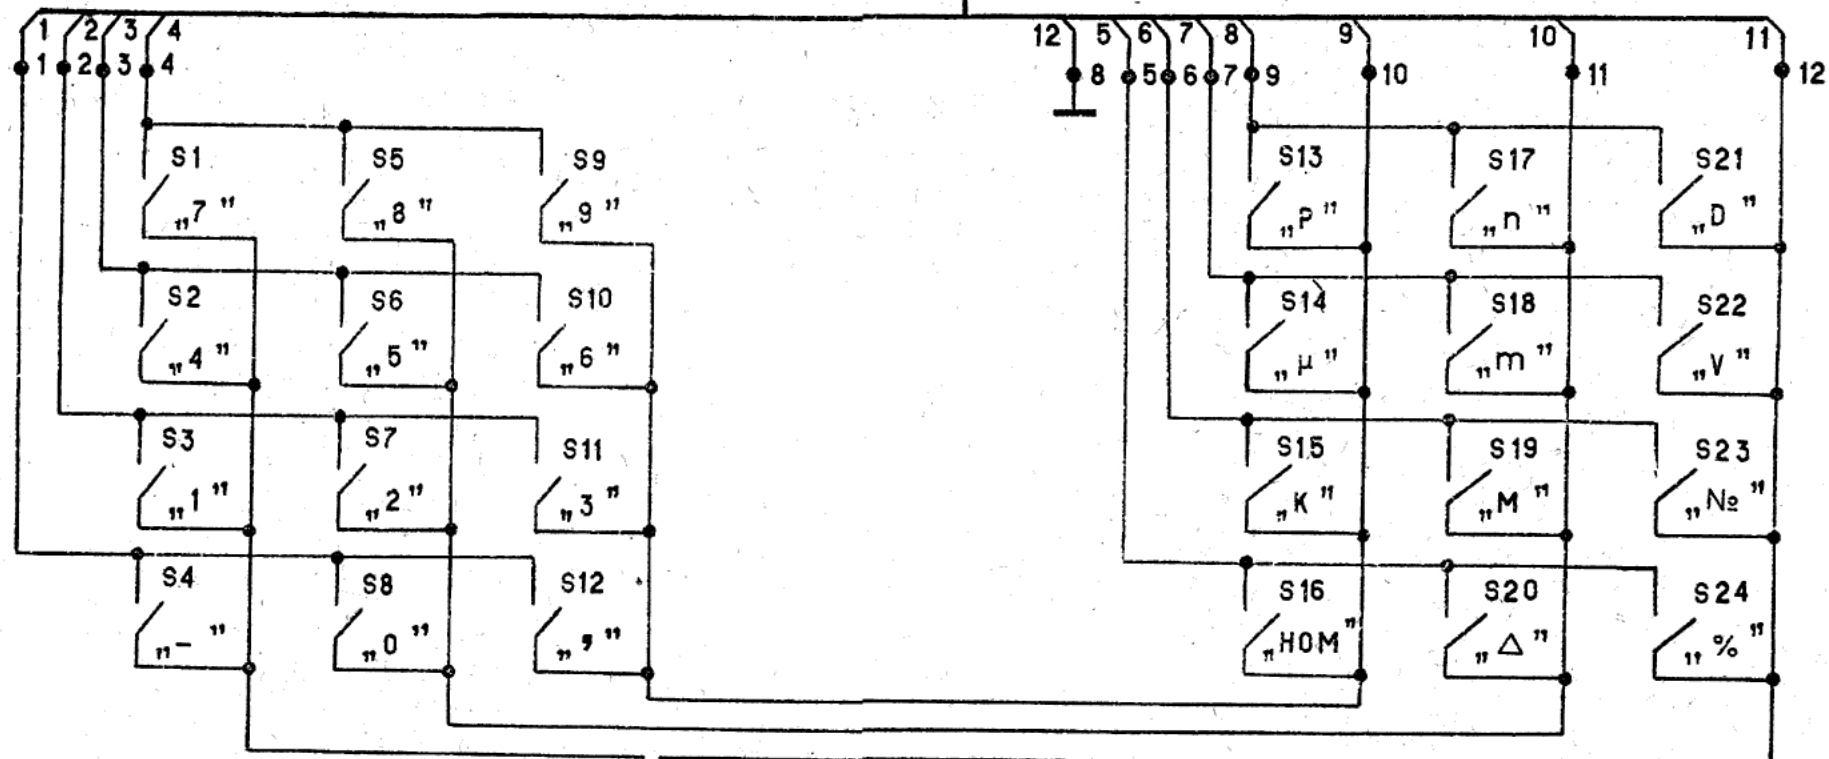 1 2 3 4 12 5 6 7 8 9 10 11
1 2 3 4 8 5 6 7 9 10 11 12
S1 S5 S9 S13 S17 S21
„7" „8" „9" „p" „n" „D"
S2 S6 S10 S14 S18 S22
„4" „5" „6" „μ" „m" „V"
S3 S7 S11 S15 S19 S23
„1" „2" „3" „K" „M" „№"
S4 S8 S12 S16 S20 S24
„–" „0" „," „HOM" „△" „%"